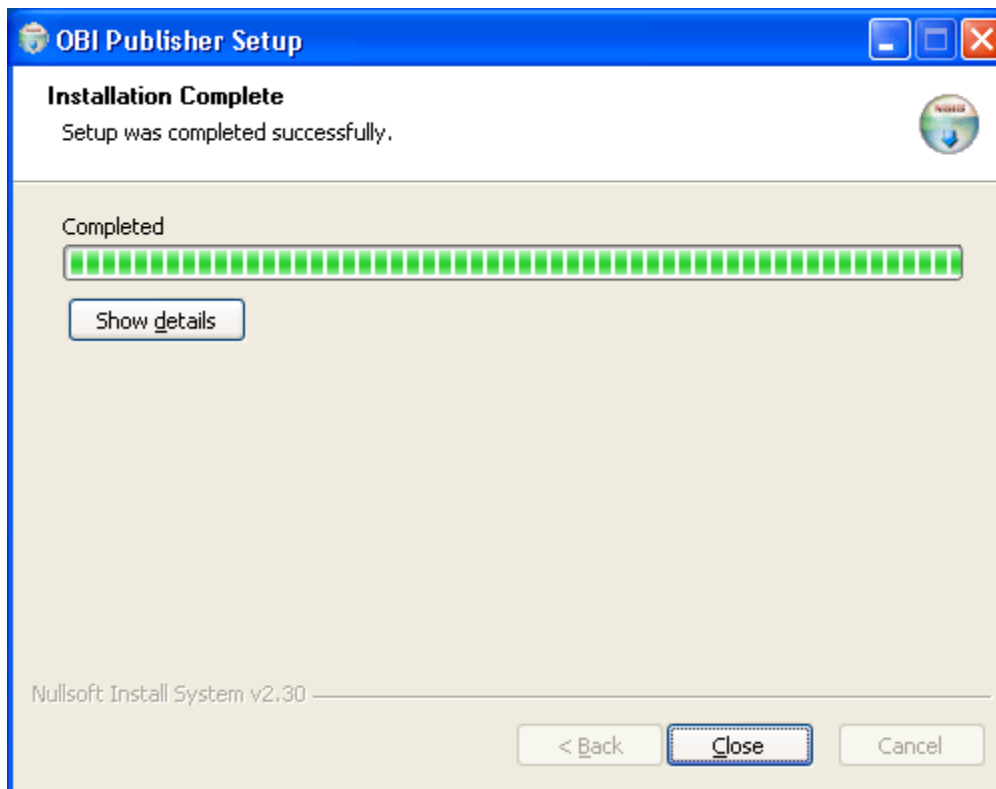 OBI Publisher Setup
Installation Complete
Setup was completed successfully.
Completed
Show details
Nullsoft Install System v2.30
< Back
Close
Cancel